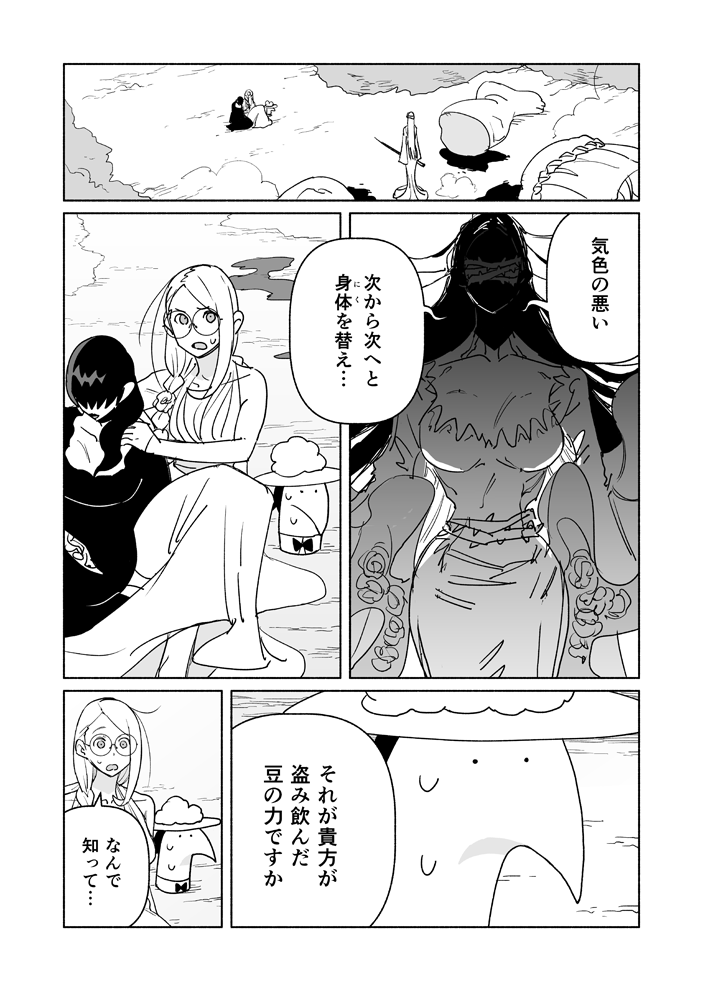 気色の悪い
次から次へと
身体を替え…
にく
それが貴方が
盗み飲んだ
豆の力ですか
なんで
知って…